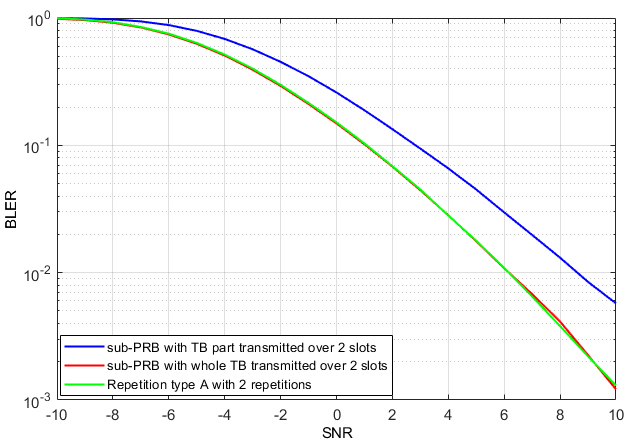 10^0
10^-1
10^-2
10^-3
BLER
-10 -8 -6 -4 -2 0 2 4 6 8 10
SNR
sub-PRB with TB part transmitted over 2 slots
sub-PRB with whole TB transmitted over 2 slots
Repetition type A with 2 repetitions